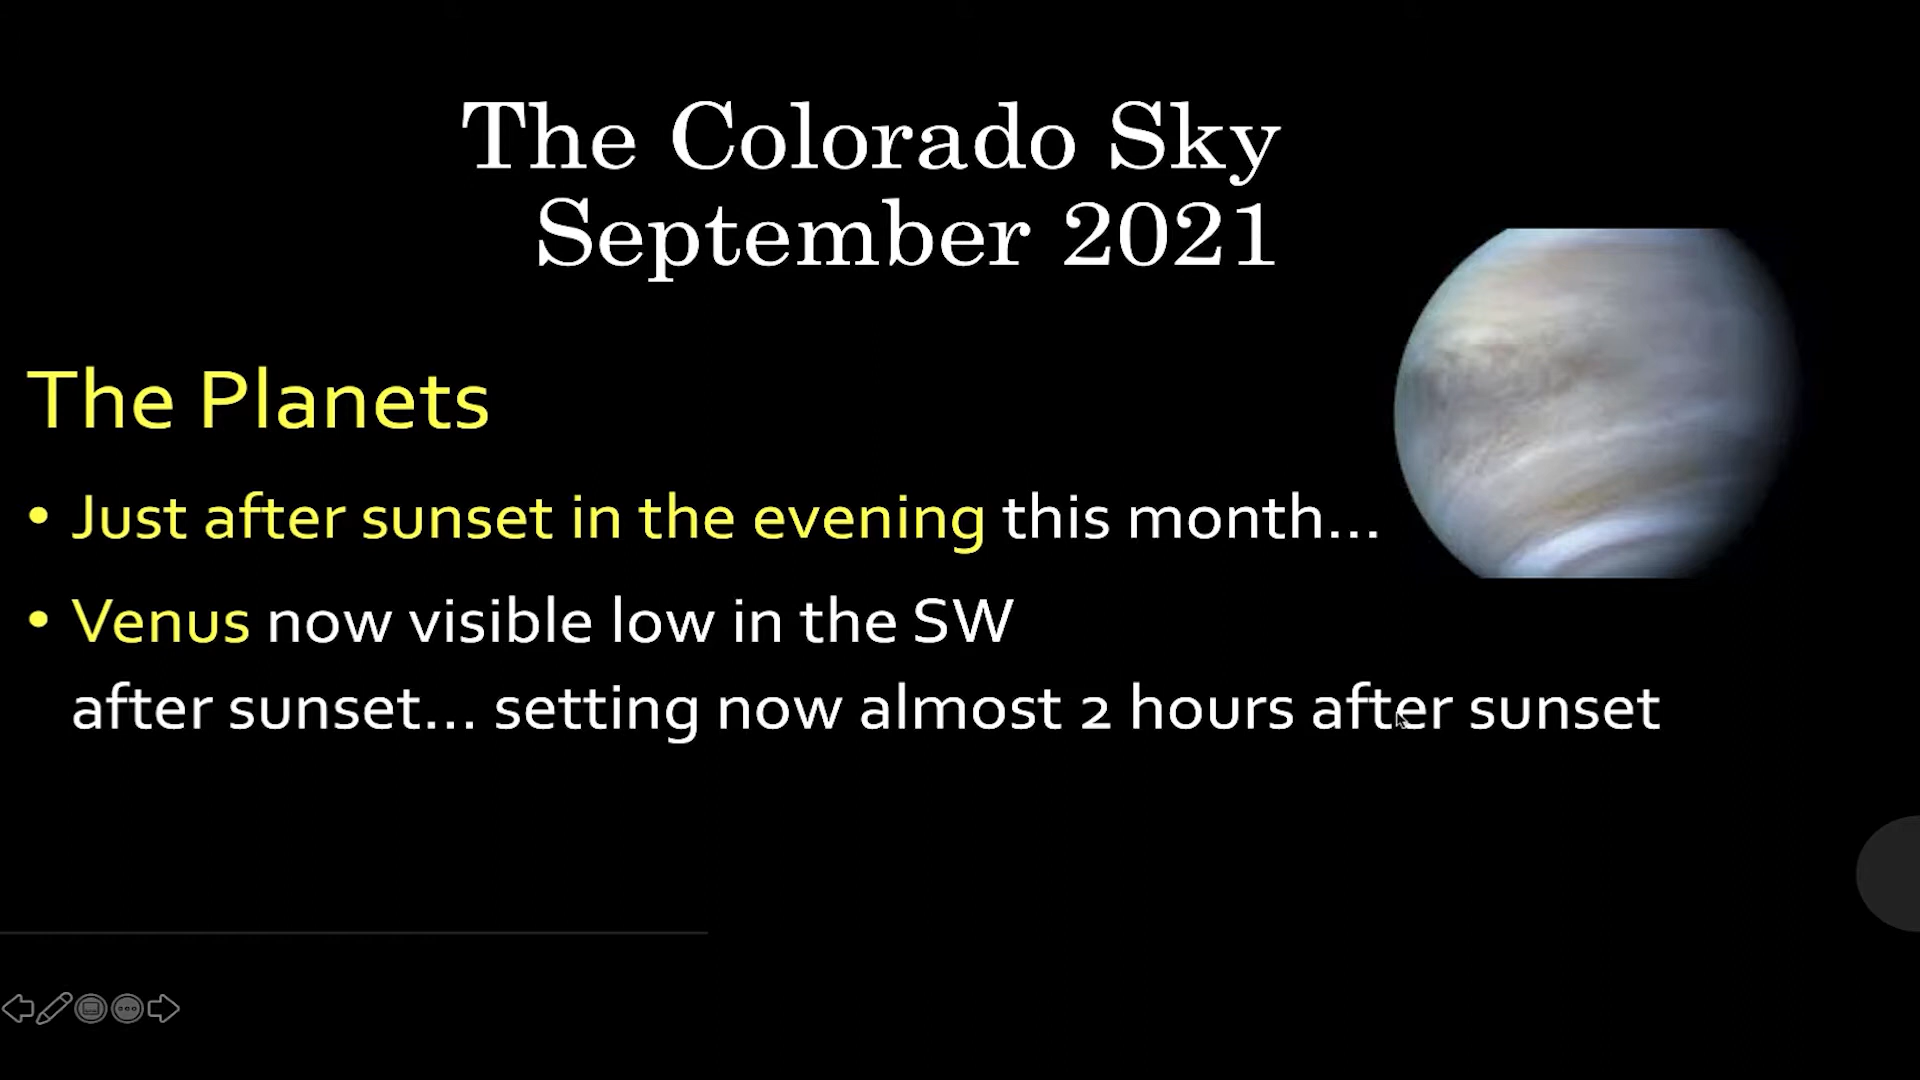 The Colorado Sky
September 2021
The Planets
• Just after sunset in the evening this month...
• Venus now visible low in the SW
after sunset... setting now almost 2 hours after sunset